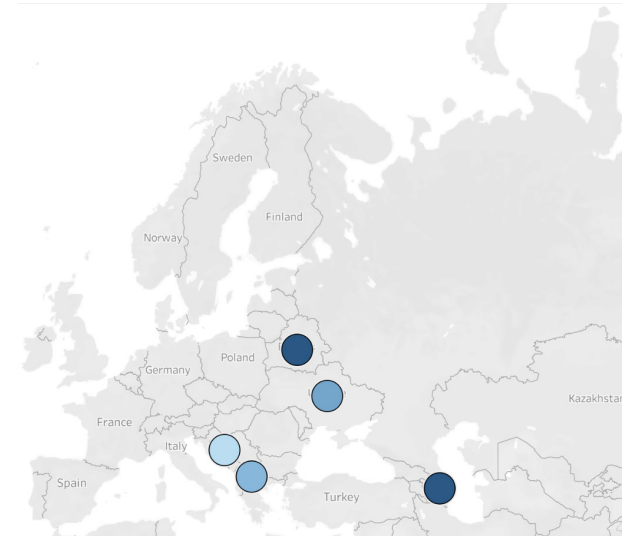 Sweden
Finland
Norway
Poland
Germany
France
Kazakhstan
Italy
Spain
Turkey